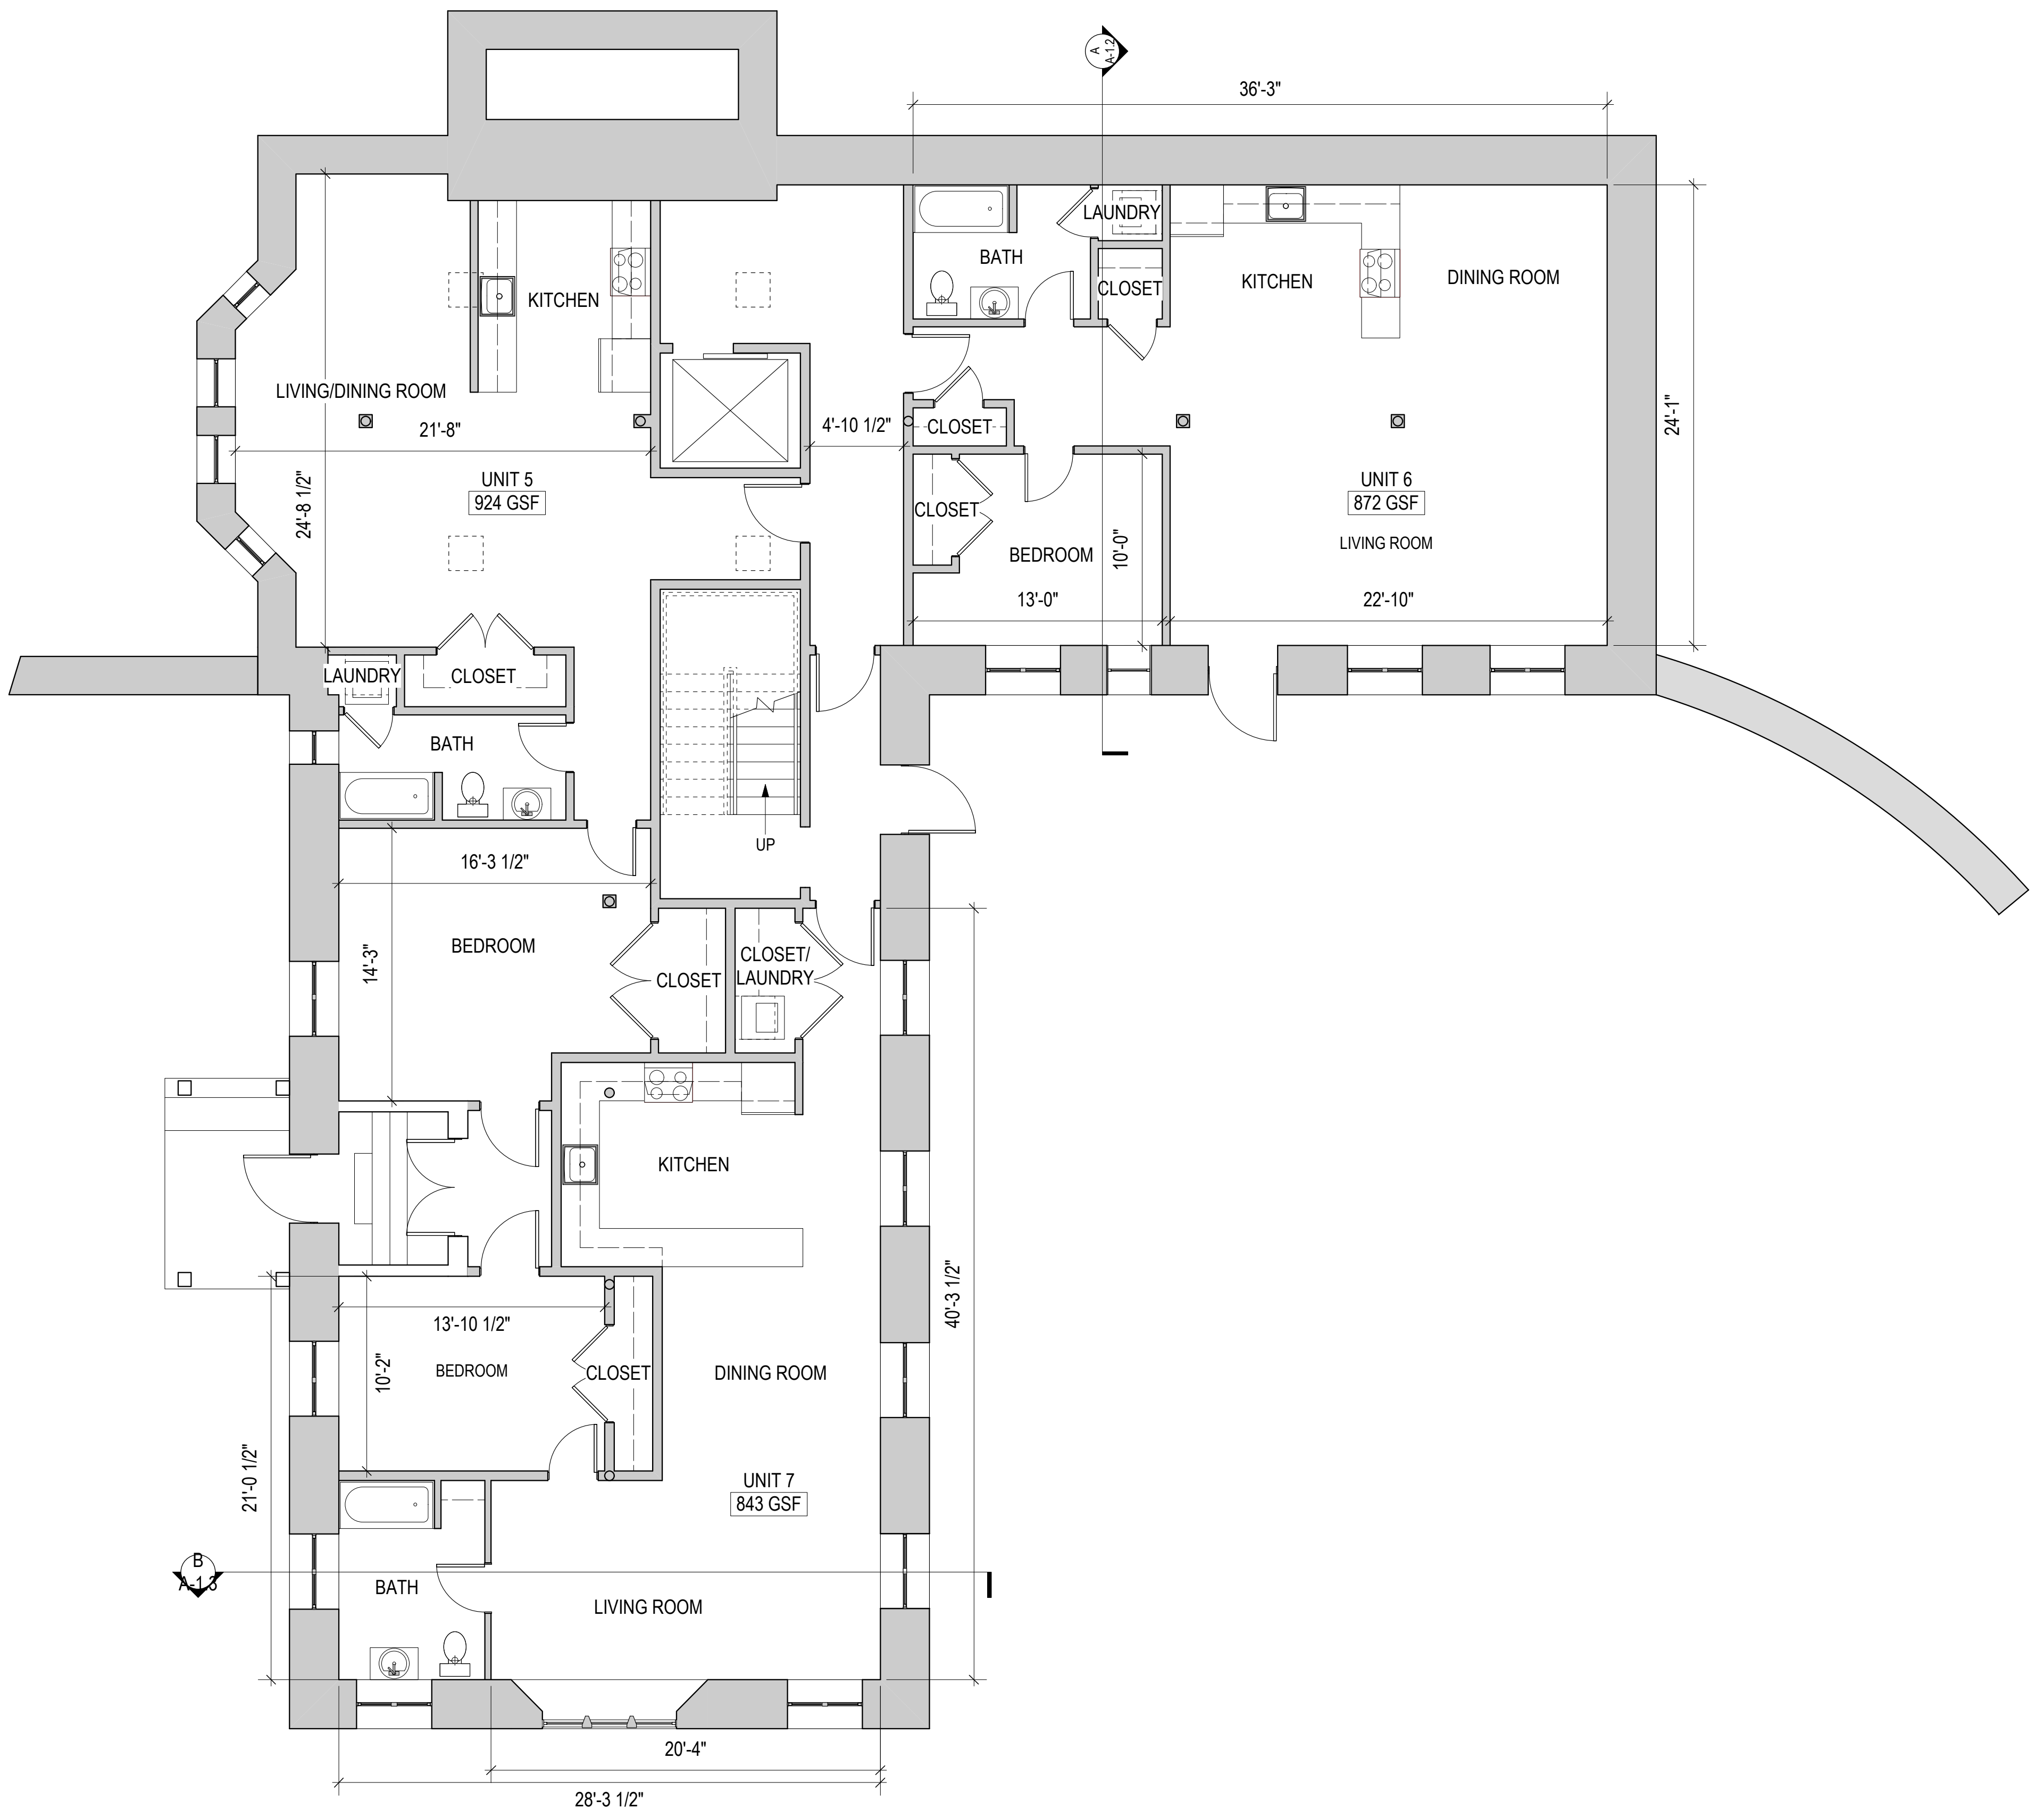 A
A-1.2
36'-3"
LAUNDRY
BATH
CLOSET
KITCHEN
DINING ROOM
KITCHEN
LIVING/DINING ROOM
21'-8"
4'-10 1/2"
CLOSET
24'-1"
UNIT 5
924 GSF
24'-8 1/2"
CLOSET
UNIT 6
872 GSF
BEDROOM
10'-0"
LIVING ROOM
13'-0"
22'-10"
LAUNDRY
CLOSET
BATH
UP
16'-3 1/2"
14'-3"
BEDROOM
CLOSET
CLOSET/
LAUNDRY
KITCHEN
40'-3 1/2"
13'-10 1/2"
10'-2"
BEDROOM
CLOSET
DINING ROOM
21'-0 1/2"
UNIT 7
843 GSF
B
A-1.3
BATH
LIVING ROOM
20'-4"
28'-3 1/2"